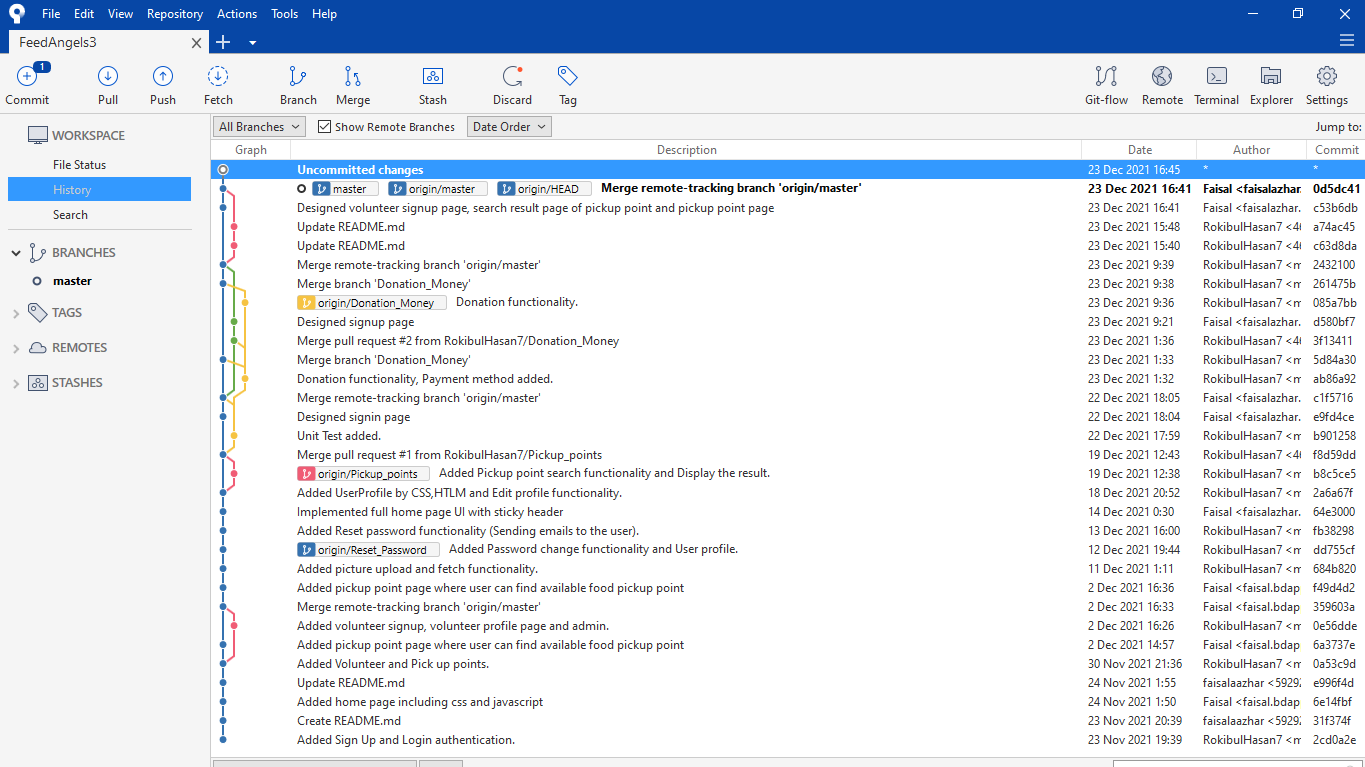 File Edit View Repository Actions Tools Help
FeedAngels3
1
Commit Pull Push Fetch Branch Merge Stash Discard Tag Git-flow Remote Terminal Explorer Settings
WORKSPACE
File Status
History
Search
BRANCHES
master
TAGS
REMOTES
STASHES
All Branches Show Remote Branches Date Order Jump to:
Graph Description Date Author Commit
Uncommitted changes 23 Dec 2021 16:45 * *
master origin/master origin/HEAD Merge remote-tracking branch 'origin/master' 23 Dec 2021 16:41 Faisal <faisalazhar. 0d5dc41
Designed volunteer signup page, search result page of pickup point and pickup point page 23 Dec 2021 16:41 Faisal <faisalazhar. c53b6db
Update README.md 23 Dec 2021 15:48 RokibulHasan7 <46 a74ac45
Update README.md 23 Dec 2021 15:40 RokibulHasan7 <46 c63d8da
Merge remote-tracking branch 'origin/master' 23 Dec 2021 9:39 RokibulHasan7 <m 2432100
Merge branch 'Donation_Money' 23 Dec 2021 9:38 RokibulHasan7 <m 261475b
origin/Donation_Money Donation functionality. 23 Dec 2021 9:36 RokibulHasan7 <m 085a7bb
Designed signup page 23 Dec 2021 9:21 Faisal <faisalazhar. d580bf7
Merge pull request #2 from RokibulHasan7/Donation_Money 23 Dec 2021 1:36 RokibulHasan7 <46 3f13411
Merge branch 'Donation_Money' 23 Dec 2021 1:33 RokibulHasan7 <m 5d84a30
Donation functionality, Payment method added. 23 Dec 2021 1:32 RokibulHasan7 <m ab86a92
Merge remote-tracking branch 'origin/master' 22 Dec 2021 18:05 Faisal <faisalazhar. c1f5716
Designed signin page 22 Dec 2021 18:04 Faisal <faisalazhar. e9fd4ce
Unit Test added. 22 Dec 2021 17:59 RokibulHasan7 <m b901258
Merge pull request #1 from RokibulHasan7/Pickup_points 19 Dec 2021 12:43 RokibulHasan7 <46 f8d59dd
origin/Pickup_points Added Pickup point search functionality and Display the result. 19 Dec 2021 12:38 RokibulHasan7 <m b8c5ce5
Added UserProfile by CSS,HTLM and Edit profile functionality. 18 Dec 2021 20:52 RokibulHasan7 <m 2a6a67f
Implemented full home page UI with sticky header 14 Dec 2021 0:30 Faisal <faisalazhar. 64e3000
Added Reset password functionality (Sending emails to the user). 13 Dec 2021 16:00 RokibulHasan7 <m fb38298
origin/Reset_Password Added Password change functionality and User profile. 12 Dec 2021 19:44 RokibulHasan7 <m dd755cf
Added picture upload and fetch functionality. 11 Dec 2021 1:11 RokibulHasan7 <m 684b820
Added pickup point page where user can find available food pickup point 2 Dec 2021 16:36 Faisal <faisal.bdap f49d4d2
Merge remote-tracking branch 'origin/master' 2 Dec 2021 16:33 Faisal <faisal.bdap 359603a
Added volunteer signup, volunteer profile page and admin. 2 Dec 2021 16:26 RokibulHasan7 <m 0e56dde
Added pickup point page where user can find available food pickup point 2 Dec 2021 14:57 Faisal <faisal.bdap 6a3737e
Added Volunteer and Pick up points. 30 Nov 2021 21:36 RokibulHasan7 <m 0a53c9d
Update README.md 24 Nov 2021 1:55 faisalaazhar <5929 e996f4d
Added home page including css and javascript 24 Nov 2021 1:50 Faisal <faisal.bdap 6e14fbf
Create README.md 23 Nov 2021 20:39 faisalaazhar <5929 31f374f
Added Sign Up and Login authentication. 23 Nov 2021 19:39 RokibulHasan7 <m 2cd0a2e